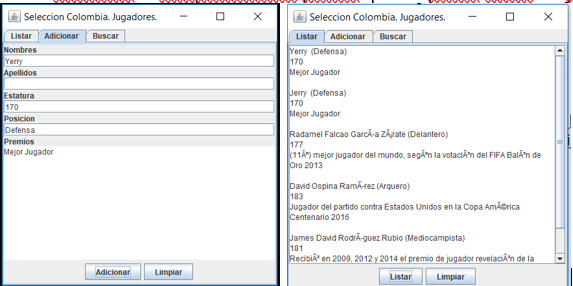 Seleccion Colombia. Jugadores.
Listar Adicionar Buscar
Nombres
Yerry
Apellidos
Estatura
170
Posicion
Defensa
Premios
Mejor Jugador
Adicionar Limpiar
Seleccion Colombia. Jugadores.
Listar Adicionar Buscar
Yerry (Defensa)
170
Mejor Jugador
Jerry (Defensa)
170
Mejor Jugador
Radamel Falcao GarcÃ-a ZÃ¡rate (Delantero)
177
(11Âª) mejor jugador del mundo, segÃºn la votaciÃ³n del FIFA BalÃ³n de
Oro 2013
David Ospina RamÃ-rez (Arquero)
183
Jugador del partido contra Estados Unidos en la Copa AmÃ©rica
Centenario 2016
James David RodrÃ-guez Rubio (Mediocampista)
181
RecibiÃ³ en 2009, 2012 y 2014 el premio de jugador revelaciÃ³n de la
Listar Limpiar